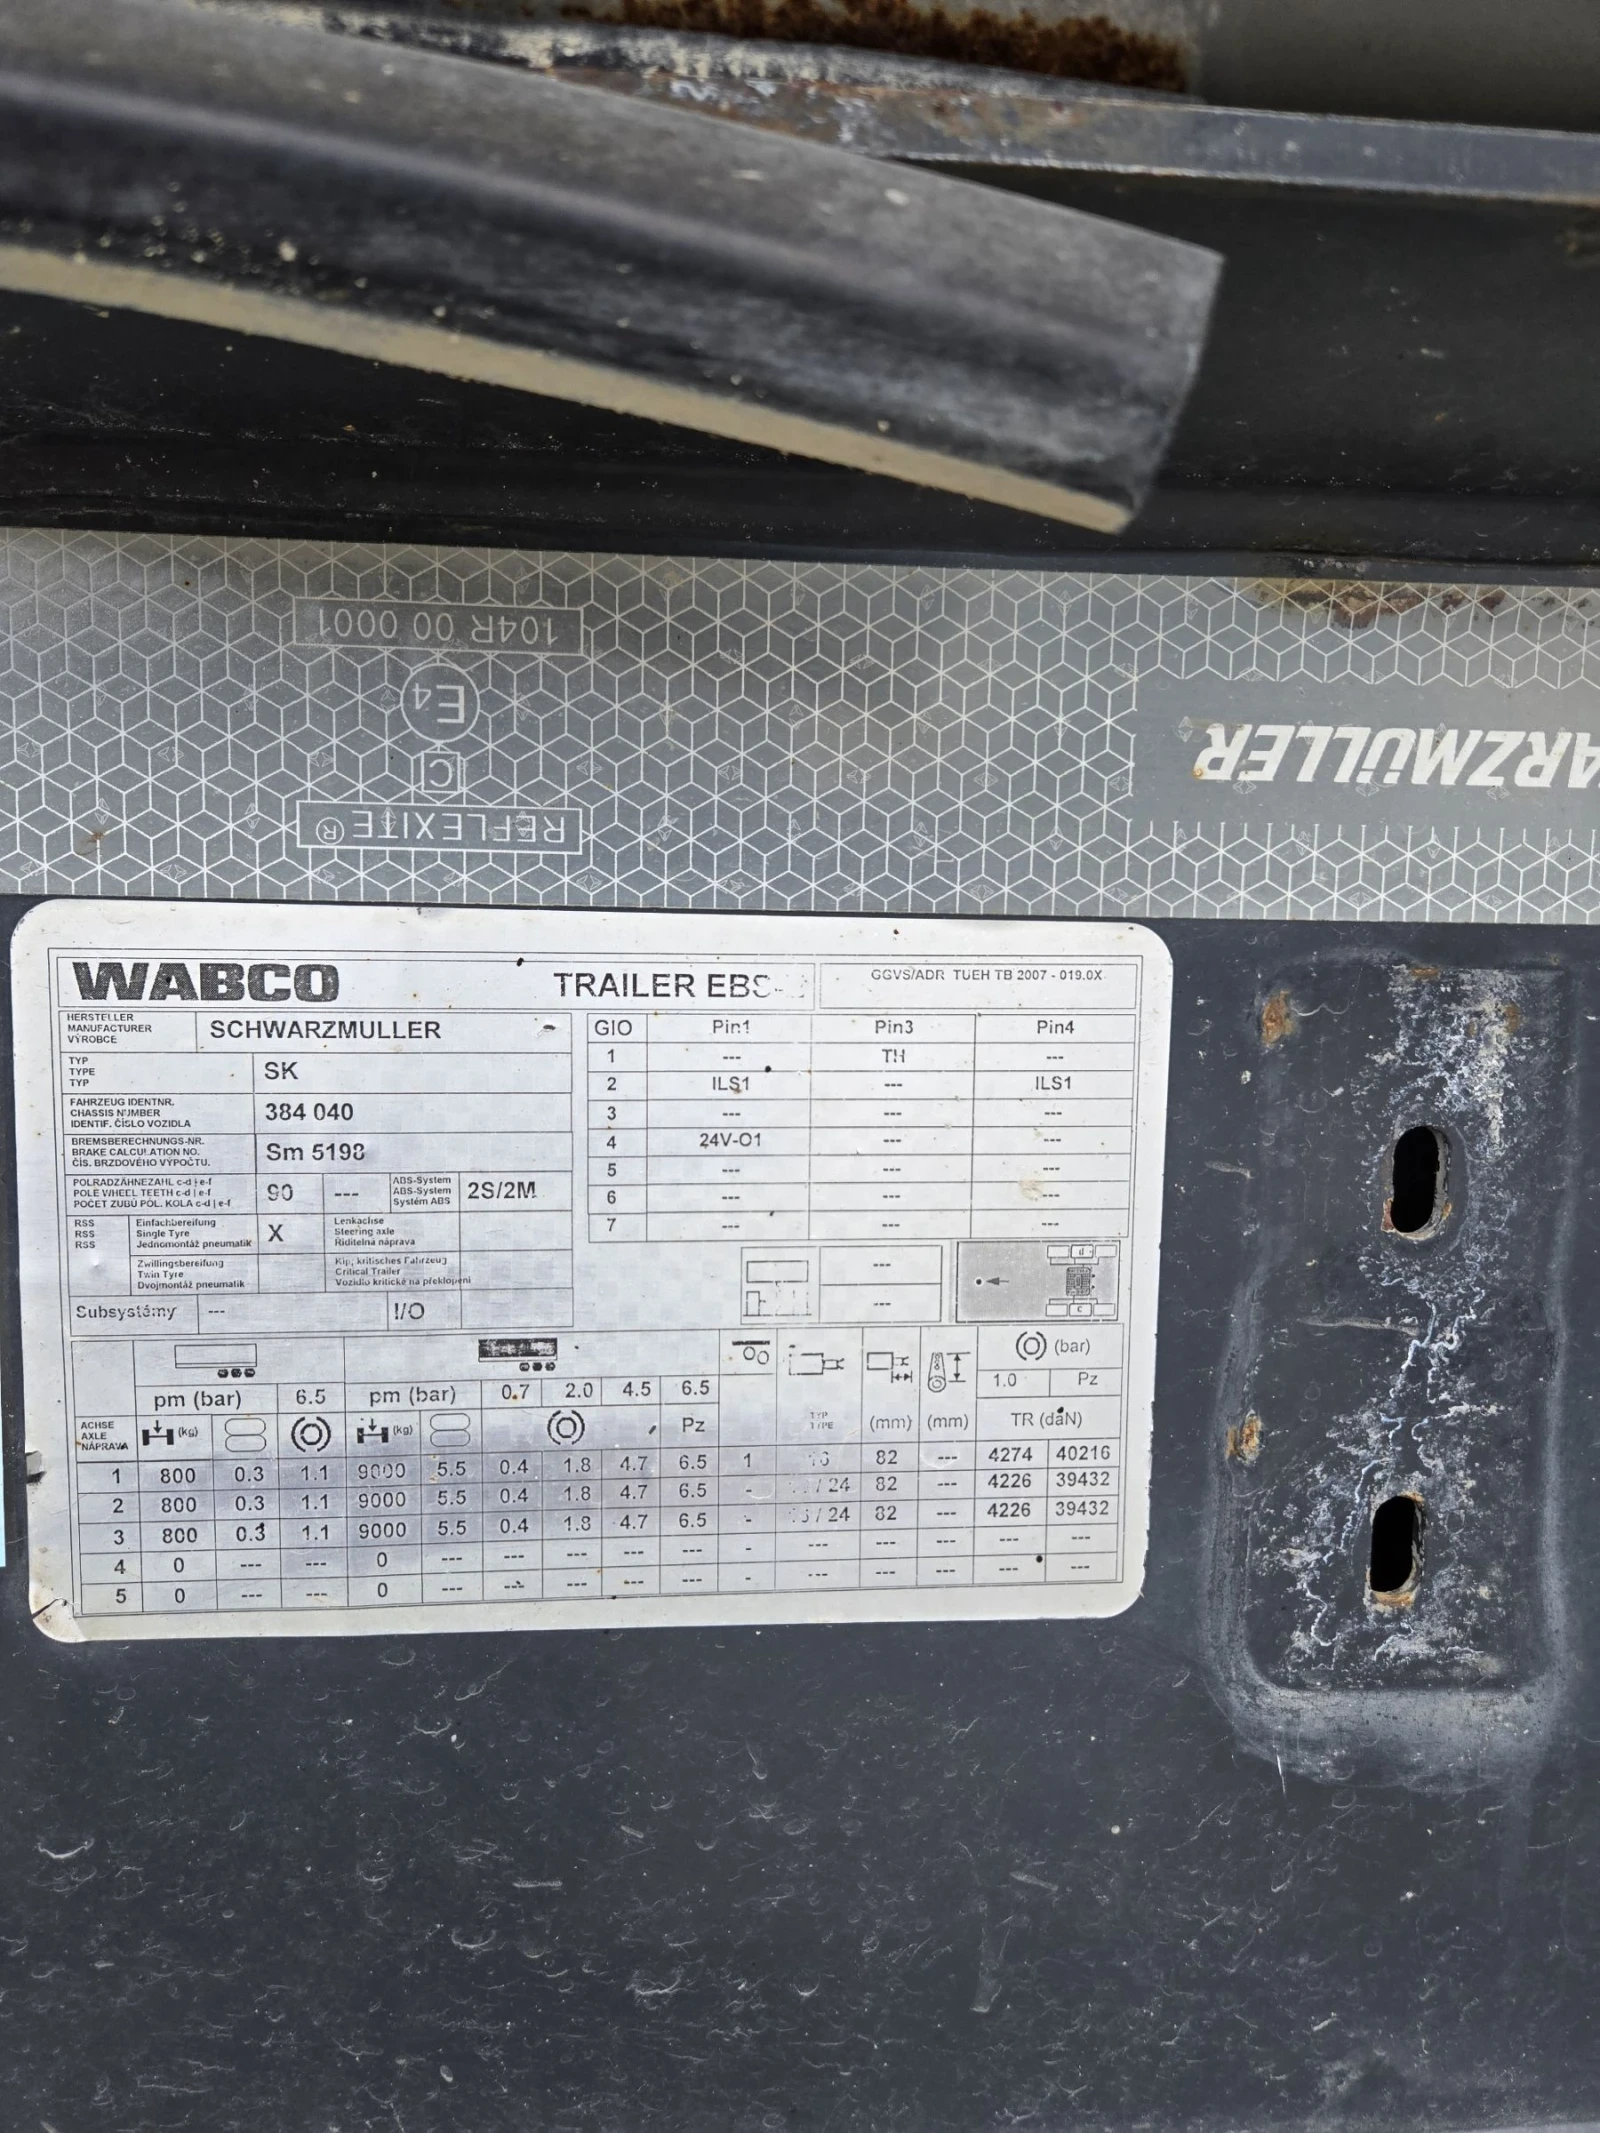 104R 00 0001
E4
C
REFLEXITE®
ARZMÜLLER
WABCO TRAILER GGVS/ADR TUEH TB 2007 - 019.0X
HERSTELLER
MANUFACTURER
VÝROBCE
SCHWARZMULLER
TYP
TYPE
TYP
SK
FAHRZEUG IDENTNR.
CHASSIS NUMBER
IDENTIF. ČÍSLO VOZIDLA
384 040
BREMSBERECHNUNGS-NR.
BRAKE CALCULATION NO.
ČÍS. BRZDOVÉHO VÝPOČTU.
Sm 5198
POLRADZÄHNEZAHL c-d | e-f
POLE WHEEL TEETH c-d | e-f
POČET ZUBŮ POL. KOLA c-d | e-f
90 ---
ABS-System
ABS-System
Systém ABS
2S/2M
RSS
RSS
RSS
Einfachbereifung
Single Tyre
Jednomontáž pneumatik
X
Lenkachse
Steering axle
Řiditelná náprava
Zwillingsbereifung
Twin Tyre
Dvojmontáž pneumatik
Kip. kritisches Fahrzeug
Critical Trailer
Vozidlo kritické na překlopení
Subsystémy --- I/O
GIO Pin1 Pin3 Pin4
1 --- TH ---
2 ILS1 --- ILS1
3 --- --- ---
4 24V-O1 --- ---
5 --- --- ---
6 --- --- ---
7 --- --- ---
---
---
d
c
pm (bar) 6.5 pm (bar) 0.7 2.0 4.5 6.5
(bar)
1.0 Pz
ACHSE
AXLE
NÁPRAVA
(kg) (kg) Pz TYP
TYPE
(mm) (mm) TR (daN)
1 800 0.3 1.1 9000 5.5 0.4 1.8 4.7 6.5 1 82 --- 4274 40216
2 800 0.3 1.1 9000 5.5 0.4 1.8 4.7 6.5 - / 24 82 --- 4226 39432
3 800 0.3 1.1 9000 5.5 0.4 1.8 4.7 6.5 - / 24 82 --- 4226 39432
4 0 --- --- 0 --- --- --- --- --- - --- --- --- --- ---
5 0 --- --- 0 --- --- --- --- --- - --- --- --- --- ---